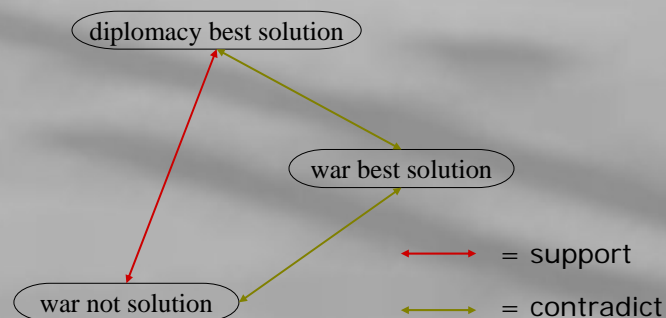 diplomacy best solution
war best solution
= support
war not solution
= contradict